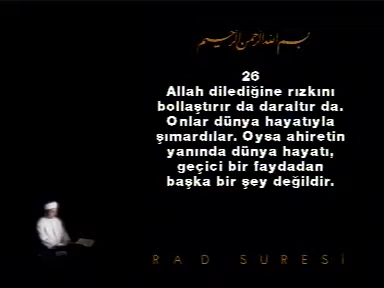 بسم الله الرحمن الرحيم
26
Allah dilediğine rızkını
bollaştırır da daraltır da.
Onlar dünya hayatıyla
şımardılar. Oysa ahiretin
yanında dünya hayatı,
geçici bir faydadan
başka bir şey değildir.
RAD SURESİ